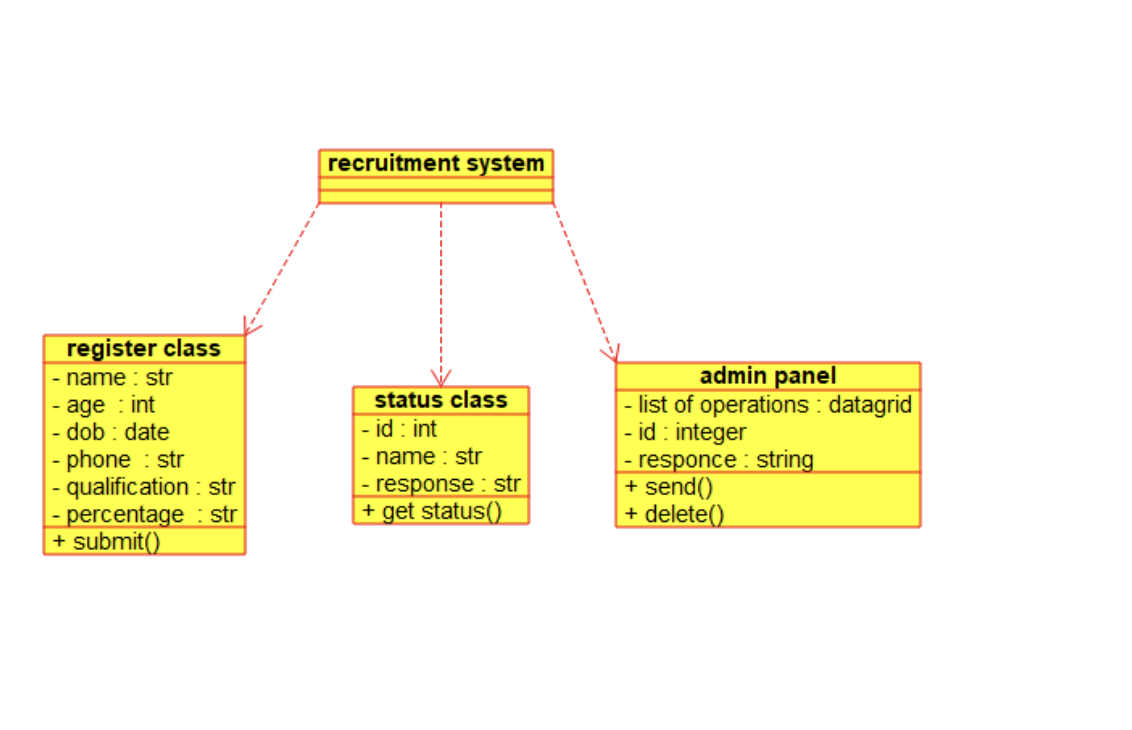 recruitment system
register class
- name : str
- age  : int
- dob : date
- phone  : str
- qualification : str
- percentage  : str
+ submit()
status class
- id : int
- name : str
- response : str
+ get status()
admin panel
- list of operations : datagrid
- id : integer
- responce : string
+ send()
+ delete()